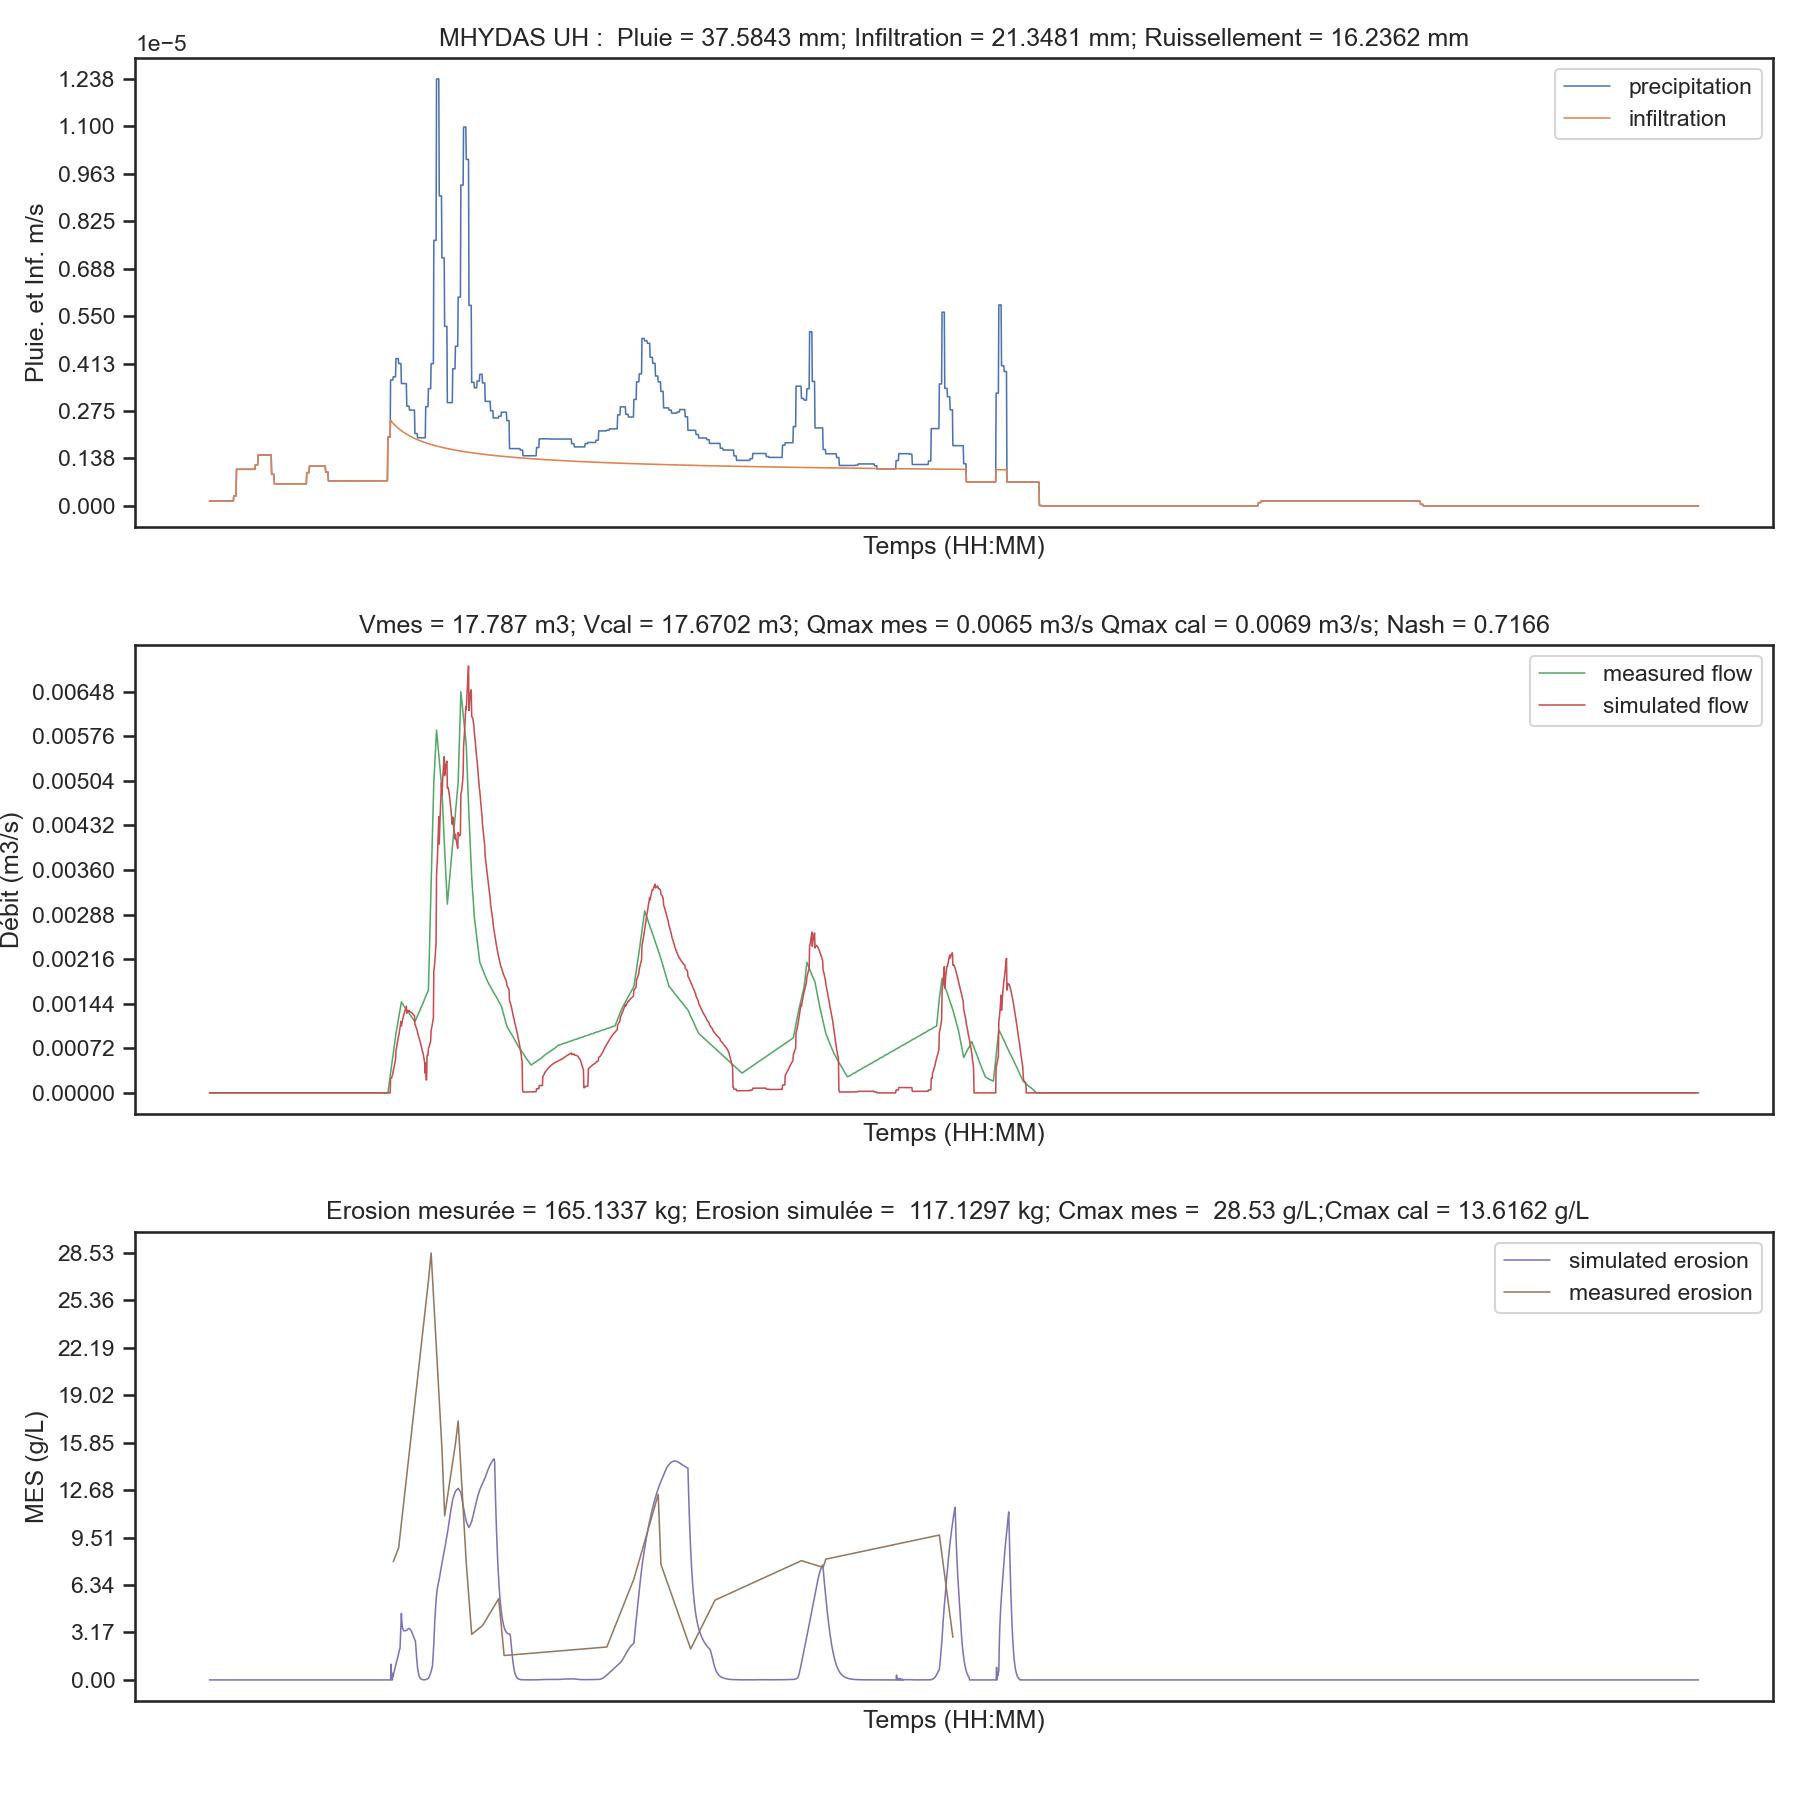 1e−5
MHYDAS UH :  Pluie = 37.5843 mm; Infiltration = 21.3481 mm; Ruissellement = 16.2362 mm
1.238
1.100
0.963
0.825
0.688
0.550
0.413
0.275
0.138
0.000
Pluie. et Inf. m/s
precipitation
infiltration
Temps (HH:MM)
Vmes = 17.787 m3; Vcal = 17.6702 m3; Qmax mes = 0.0065 m3/s Qmax cal = 0.0069 m3/s; Nash = 0.7166
0.00648
0.00576
0.00504
0.00432
0.00360
0.00288
0.00216
0.00144
0.00072
0.00000
Débit (m3/s)
measured flow
simulated flow
Temps (HH:MM)
Erosion mesurée = 165.1337 kg; Erosion simulée =  117.1297 kg; Cmax mes =  28.53 g/L;Cmax cal = 13.6162 g/L
28.53
25.36
22.19
19.02
15.85
12.68
9.51
6.34
3.17
0.00
MES (g/L)
simulated erosion
measured erosion
Temps (HH:MM)